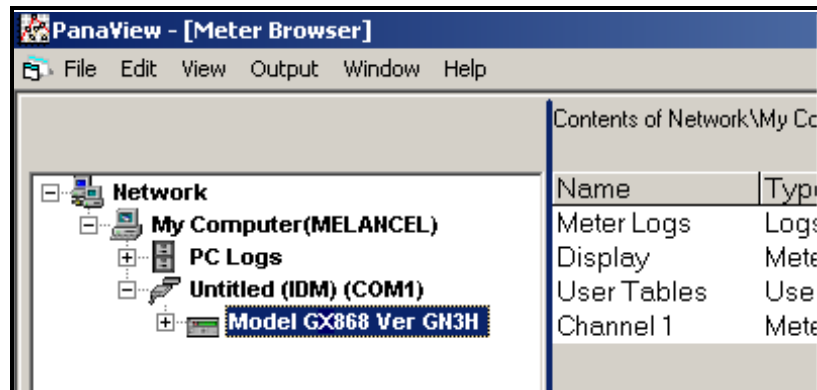 PanaView - [Meter Browser]
File Edit View Output Window Help
Contents of Network\My Co
Network
My Computer(MELANCEL)
PC Logs
Untitled (IDM) (COM1)
Model GX868 Ver GN3H
Name Type
Meter Logs Logs
Display Mete
User Tables Use
Channel 1 Mete